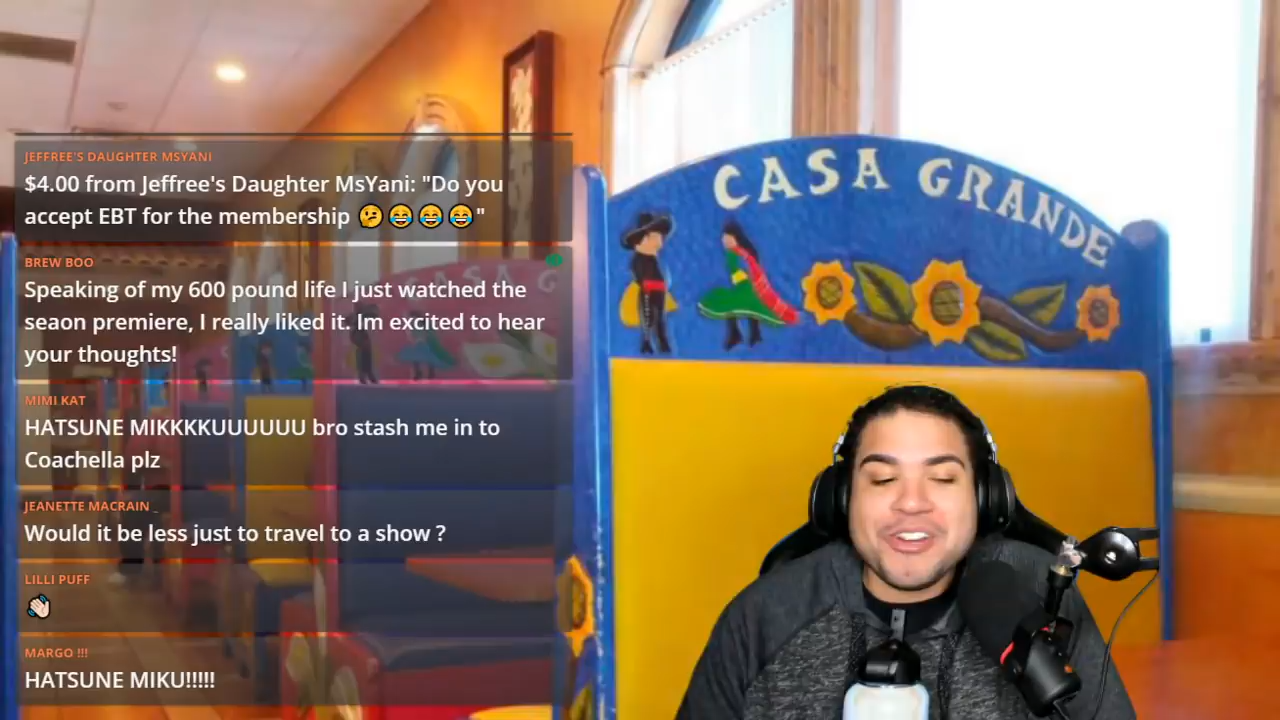 JEFFREE'S DAUGHTER MSYANI
$4.00 from Jeffree's Daughter MsYani: "Do you
accept EBT for the membership 🤔😂😂😂"
BREW BOO
Speaking of my 600 pound life I just watched the
seaon premiere, I really liked it. Im excited to hear
your thoughts!
MIMI KAT
HATSUNE MIKKKKUUUUUU bro stash me in to
Coachella plz
JEANETTE MACRAIN _
Would it be less just to travel to a show ?
LILLI PUFF
👏🏻
MARGO !!!
HATSUNE MIKU!!!!!
CASA GRANDE
CASA G